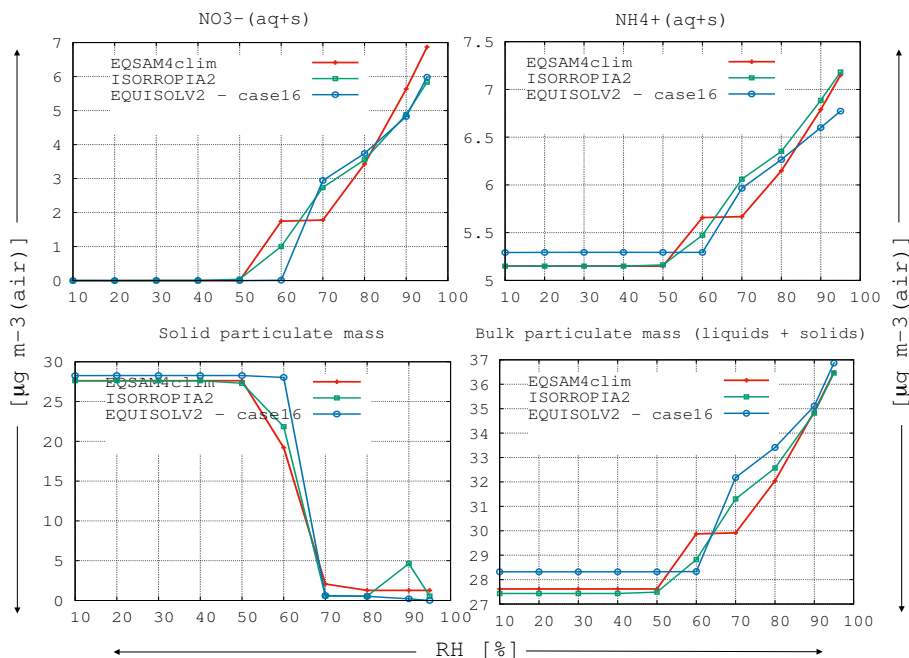 NO3-(aq+s)
NH4+(aq+s)
7
6
5
4
3
2
1
0
EQSAM4clim
ISORROPIA2
EQUISOLV2 - case16
10 20 30 40 50 60 70 80 90 100
7.5
7
6.5
6
5.5
5
EQSAM4clim
ISORROPIA2
EQUISOLV2 - case16
10 20 30 40 50 60 70 80 90 100
[µg m-3(air)]
[µg m-3(air)]
Solid particulate mass
Bulk particulate mass (liquids + solids)
30
25
20
15
10
5
0
EQSAM4clim
ISORROPIA2
EQUISOLV2 - case16
10 20 30 40 50 60 70 80 90 100
37
36
35
34
33
32
31
30
29
28
27
EQSAM4clim
ISORROPIA2
EQUISOLV2 - case16
10 20 30 40 50 60 70 80 90 100
RH [%]